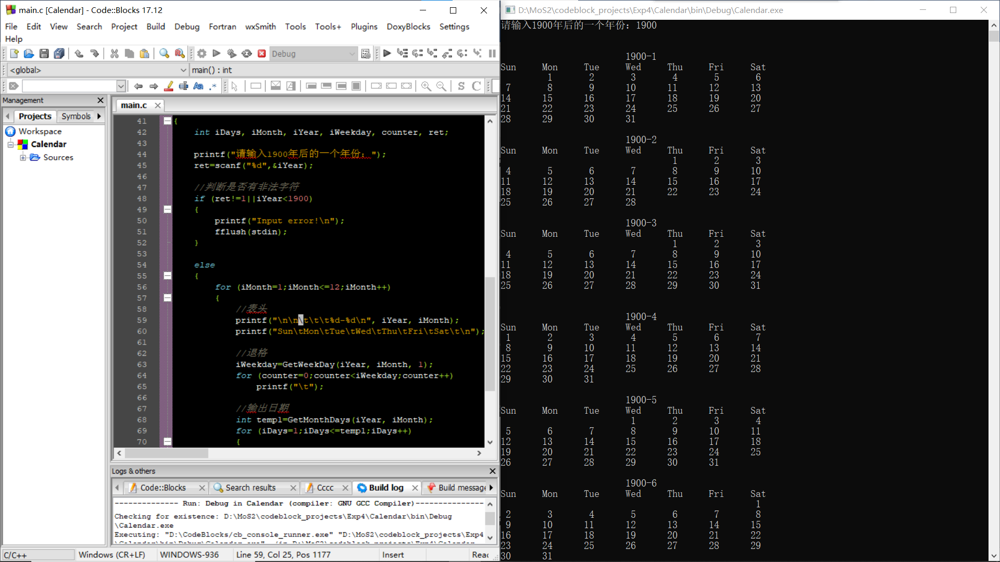 main.c [Calendar] - Code::Blocks 17.12
File Edit View Search Project Build Debug Fortran wxSmith Tools Tools+ Plugins DoxyBlocks Settings
Help
Debug
<global>
main() : int
S C
Management
Projects Symbols
Workspace
Calendar
Sources
main.c
41 {
42 int iDays, iMonth, iYear, iWeekday, counter, ret;
43
44 printf("请输入1900年后的一个年份：");
45 ret=scanf("%d",&iYear);
46
47 //判断是否有非法字符
48 if (ret!=1||iYear<1900)
49 {
50 printf("Input error!\n");
51 fflush(stdin);
52 }
53
54 else
55 {
56 for (iMonth=1;iMonth<=12;iMonth++)
57 {
58 //表头
59 printf("\n\n\t\t\t%d-%d\n", iYear, iMonth);
60 printf("Sun\tMon\tTue\tWed\tThu\tFri\tSat\t\n");
61
62 //退格
63 iWeekday=GetWeekDay(iYear, iMonth, 1);
64 for (counter=0;counter<iWeekday;counter++)
65 printf("\t");
66
67 //输出日期
68 int temp1=GetMonthDays(iYear, iMonth);
69 for (iDays=1;iDays<=temp1;iDays++)
70 {
Logs & others
Code::Blocks Search results Cccc Build log Build message
-------------- Run: Debug in Calendar (compiler: GNU GCC Compiler)---------------
Checking for existence: D:\MoS2\codeblock_projects\Exp4\Calendar\bin\Debug
\Calendar.exe
Executing: "D:\CodeBlocks/cb_console_runner.exe" "D:\MoS2\codeblock_projects\Exp4
C/C++ Windows (CR+LF) WINDOWS-936 Line 59, Col 25, Pos 1177 Insert Reac
D:\MoS2\codeblock_projects\Exp4\Calendar\bin\Debug\Calendar.exe
请输入1900年后的一个年份：1900
1900-1
Sun Mon Tue Wed Thu Fri Sat
1 2 3 4 5 6
7 8 9 10 11 12 13
14 15 16 17 18 19 20
21 22 23 24 25 26 27
28 29 30 31
1900-2
Sun Mon Tue Wed Thu Fri Sat
1 2 3
4 5 6 7 8 9 10
11 12 13 14 15 16 17
18 19 20 21 22 23 24
25 26 27 28
1900-3
Sun Mon Tue Wed Thu Fri Sat
1 2 3
4 5 6 7 8 9 10
11 12 13 14 15 16 17
18 19 20 21 22 23 24
25 26 27 28 29 30 31
1900-4
Sun Mon Tue Wed Thu Fri Sat
1 2 3 4 5 6 7
8 9 10 11 12 13 14
15 16 17 18 19 20 21
22 23 24 25 26 27 28
29 30 31
1900-5
Sun Mon Tue Wed Thu Fri Sat
1 2 3 4
5 6 7 8 9 10 11
12 13 14 15 16 17 18
19 20 21 22 23 24 25
26 27 28 29 30 31
1900-6
Sun Mon Tue Wed Thu Fri Sat
1
2 3 4 5 6 7 8
9 10 11 12 13 14 15
16 17 18 19 20 21 22
23 24 25 26 27 28 29
30 31